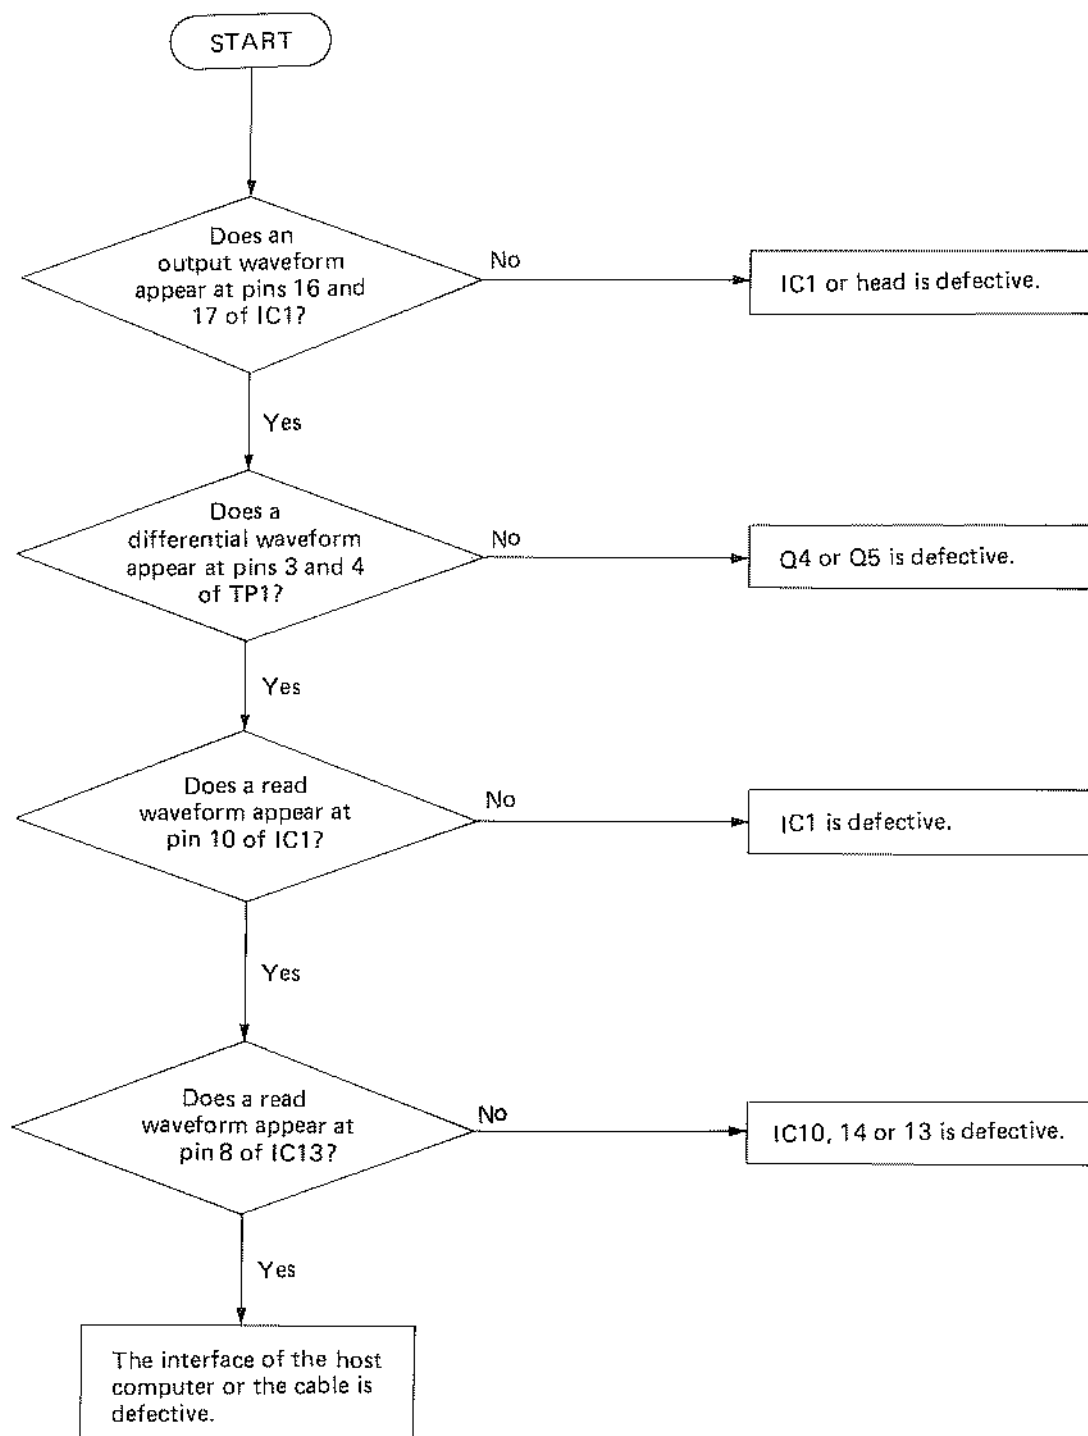 START
Does an
output waveform
appear at pins 16 and
17 of IC1?
No
IC1 or head is defective.
Yes
Does a
differential waveform
appear at pins 3 and 4
of TP1?
No
Q4 or Q5 is defective.
Yes
Does a read
waveform appear at
pin 10 of IC1?
No
IC1 is defective.
Yes
Does a read
waveform appear at
pin 8 of IC13?
No
IC10, 14 or 13 is defective.
Yes
The interface of the host
computer or the cable is
defective.